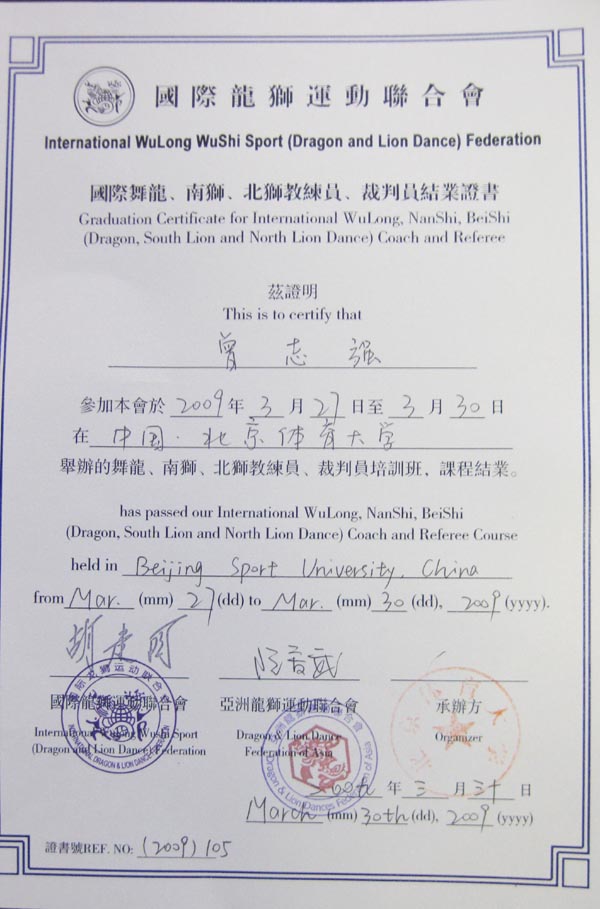 國際龍獅運動聯合會
International WuLong WuShi Sport (Dragon and Lion Dance) Federation
國際舞龍、南獅、北獅教練員、裁判員結業證書
Graduation Certificate for International WuLong, NanShi, BeiShi
(Dragon, South Lion and North Lion Dance) Coach and Referee
茲證明
This is to certify that
曾志强
參加本會於 2009 年 3 月 27 日至 3 月 30 日
在 中国·北京体育大学
舉辦的舞龍、南獅、北獅教練員、裁判員培訓班，課程結業。
has passed our International WuLong, NanShi, BeiShi
(Dragon, South Lion and North Lion Dance) Coach and Referee Course
held in Beijing Sport University, China
from Mar. (mm) 27 (dd) to Mar. (mm) 30 (dd), 2009 (yyyy).
國際龍獅運動聯合會 亞洲龍獅運動聯合會 承辦方
International WuLong WuShi Sport Dragon & Lion Dance Organizer
(Dragon and Lion Dance) Federation Federation of Asia
年 三 月 三十 日
March (mm) 30th (dd), 2009 (yyyy)
證書號REF. NO: (2009) 105